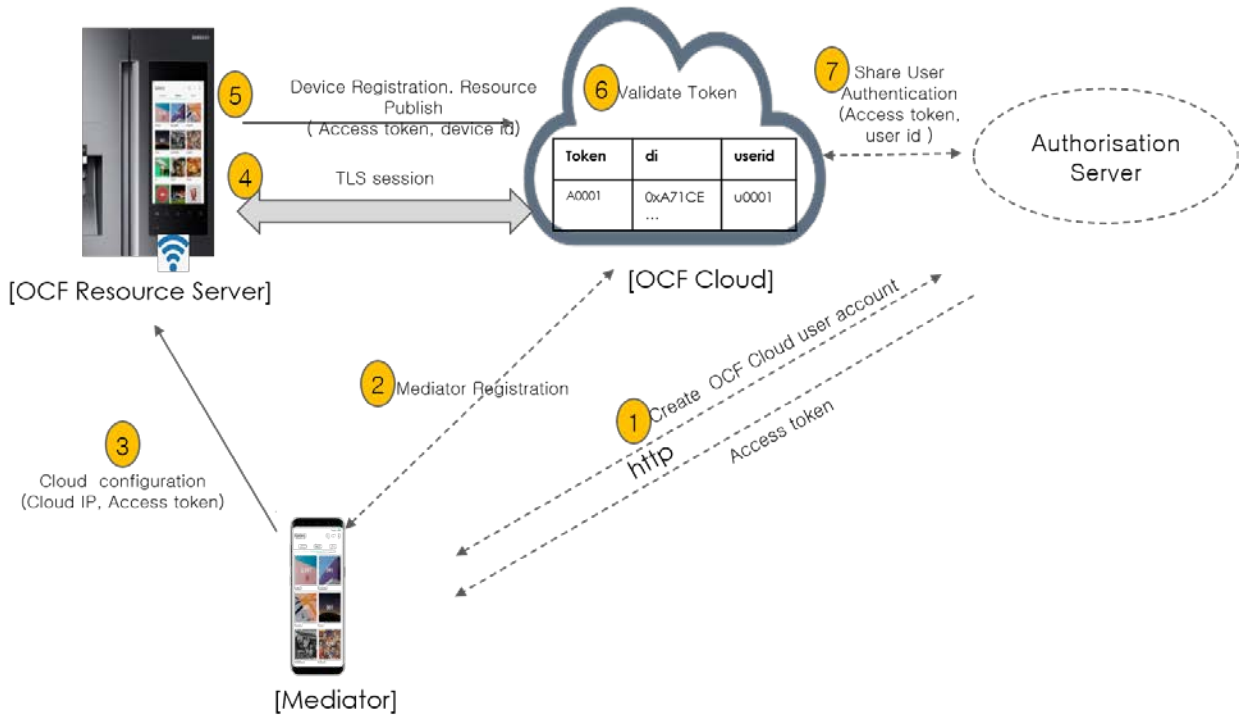 5
Device Registration. Resource
Publish
( Access token, device id)
4
TLS session
6
Validate Token
Token di userid
A0001 0xA71CE u0001
...
7
Share User
Authentication
(Access token,
user id )
Authorisation
Server
[OCF Resource Server]
[OCF Cloud]
2
Mediator Registration
1
Create OCF Cloud user account
http
Access token
3
Cloud configuration
(Cloud IP, Access token)
[Mediator]